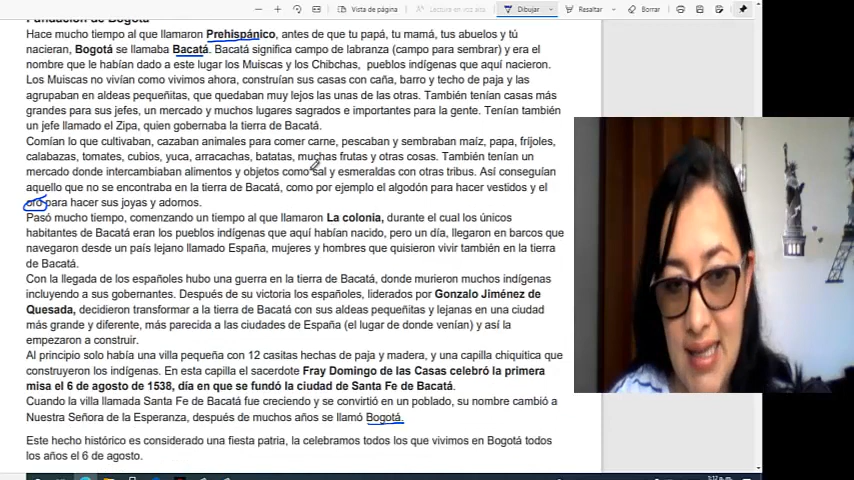 Vista de página
Lectura en voz alta
Dibujar
Resaltar
Borrar
Fundación de Bogotá
Hace mucho tiempo al que llamaron Prehispánico, antes de que tu papá, tu mamá, tus abuelos y tú
nacieran, Bogotá se llamaba Bacatá. Bacatá significa campo de labranza (campo para sembrar) y era el
nombre que le habían dado a este lugar los Muiscas y los Chibchas, pueblos indígenas que aquí nacieron.
Los Muiscas no vivían como vivimos ahora, construían sus casas con caña, barro y techo de paja y las
agrupaban en aldeas pequeñitas, que quedaban muy lejos las unas de las otras. También tenían casas más
grandes para sus jefes, un mercado y muchos lugares sagrados e importantes para la gente. Tenían también
un jefe llamado el Zipa, quien gobernaba la tierra de Bacatá.
Comían lo que cultivaban, cazaban animales para comer carne, pescaban y sembraban maíz, papa, fríjoles,
calabazas, tomates, cubios, yuca, arracachas, batatas, muchas frutas y otras cosas. También tenían un
mercado donde intercambiaban alimentos y objetos como sal y esmeraldas con otras tribus. Así conseguían
aquello que no se encontraba en la tierra de Bacatá, como por ejemplo el algodón para hacer vestidos y el
oro para hacer sus joyas y adornos.
Pasó mucho tiempo, comenzando un tiempo al que llamaron La colonia, durante el cual los únicos
habitantes de Bacatá eran los pueblos indígenas que aquí habían nacido, pero un día, llegaron en barcos que
navegaron desde un país lejano llamado España, mujeres y hombres que quisieron vivir también en la tierra
de Bacatá.
Con la llegada de los españoles hubo una guerra en la tierra de Bacatá, donde murieron muchos indígenas
incluyendo a sus gobernantes. Después de su victoria los españoles, liderados por Gonzalo Jiménez de
Quesada, decidieron transformar a la tierra de Bacatá con sus aldeas pequeñitas y lejanas en una ciudad
más grande y diferente, más parecida a las ciudades de España (el lugar de donde venían) y así la
empezaron a construir.
Al principio solo había una villa pequeña con 12 casitas hechas de paja y madera, y una capilla chiquitica que
construyeron los indígenas. En esta capilla el sacerdote Fray Domingo de las Casas celebró la primera
misa el 6 de agosto de 1538, día en que se fundó la ciudad de Santa Fe de Bacatá.
Cuando la villa llamada Santa Fe de Bacatá fue creciendo y se convirtió en un poblado, su nombre cambió a
Nuestra Señora de la Esperanza, después de muchos años se llamó Bogotá.
Este hecho histórico es considerado una fiesta patria, la celebramos todos los que vivimos en Bogotá todos
los años el 6 de agosto.